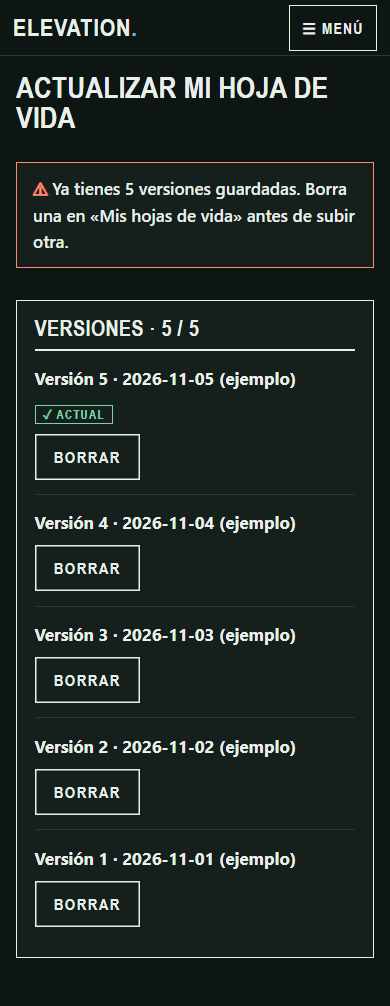 ELEVATION.
☰ MENÚ
ACTUALIZAR MI HOJA DE
VIDA
⚠ Ya tienes 5 versiones guardadas. Borra
una en «Mis hojas de vida» antes de subir
otra.
VERSIONES · 5 / 5
Versión 5 · 2026-11-05 (ejemplo)
✓ ACTUAL
BORRAR
Versión 4 · 2026-11-04 (ejemplo)
BORRAR
Versión 3 · 2026-11-03 (ejemplo)
BORRAR
Versión 2 · 2026-11-02 (ejemplo)
BORRAR
Versión 1 · 2026-11-01 (ejemplo)
BORRAR